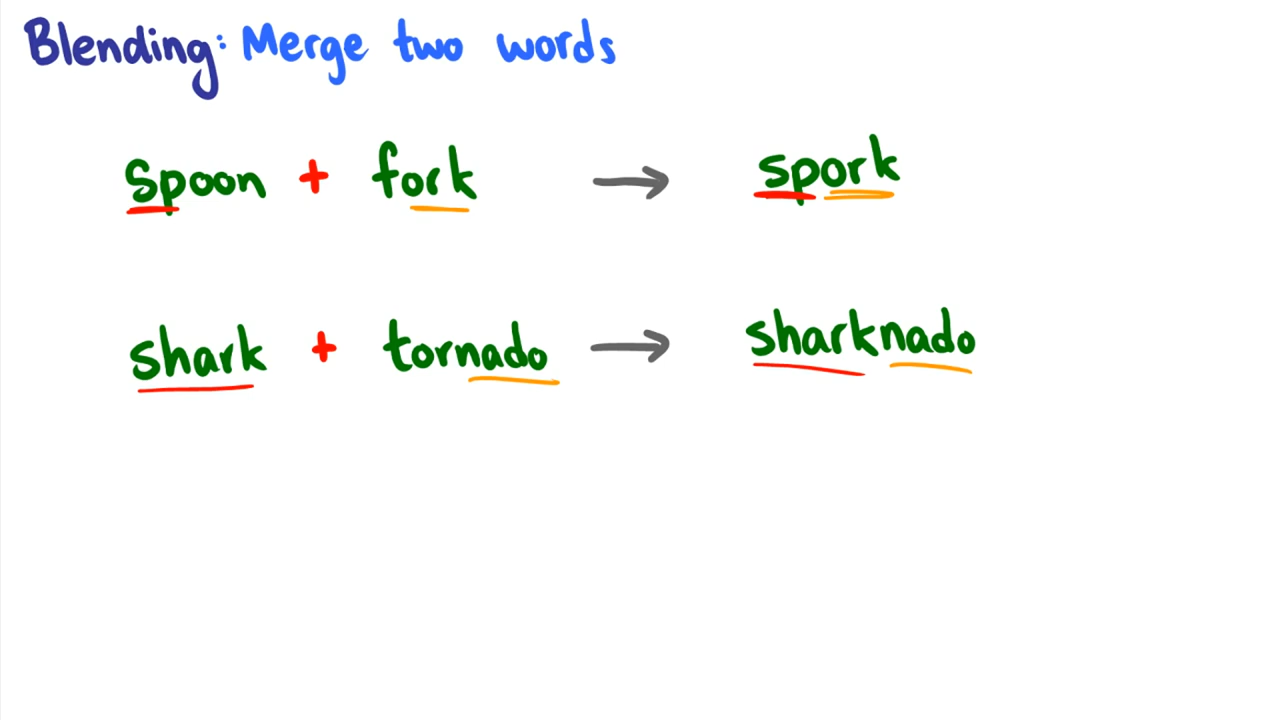 Blending: Merge two words
spoon + fork → spork
shark + tornado → sharknado